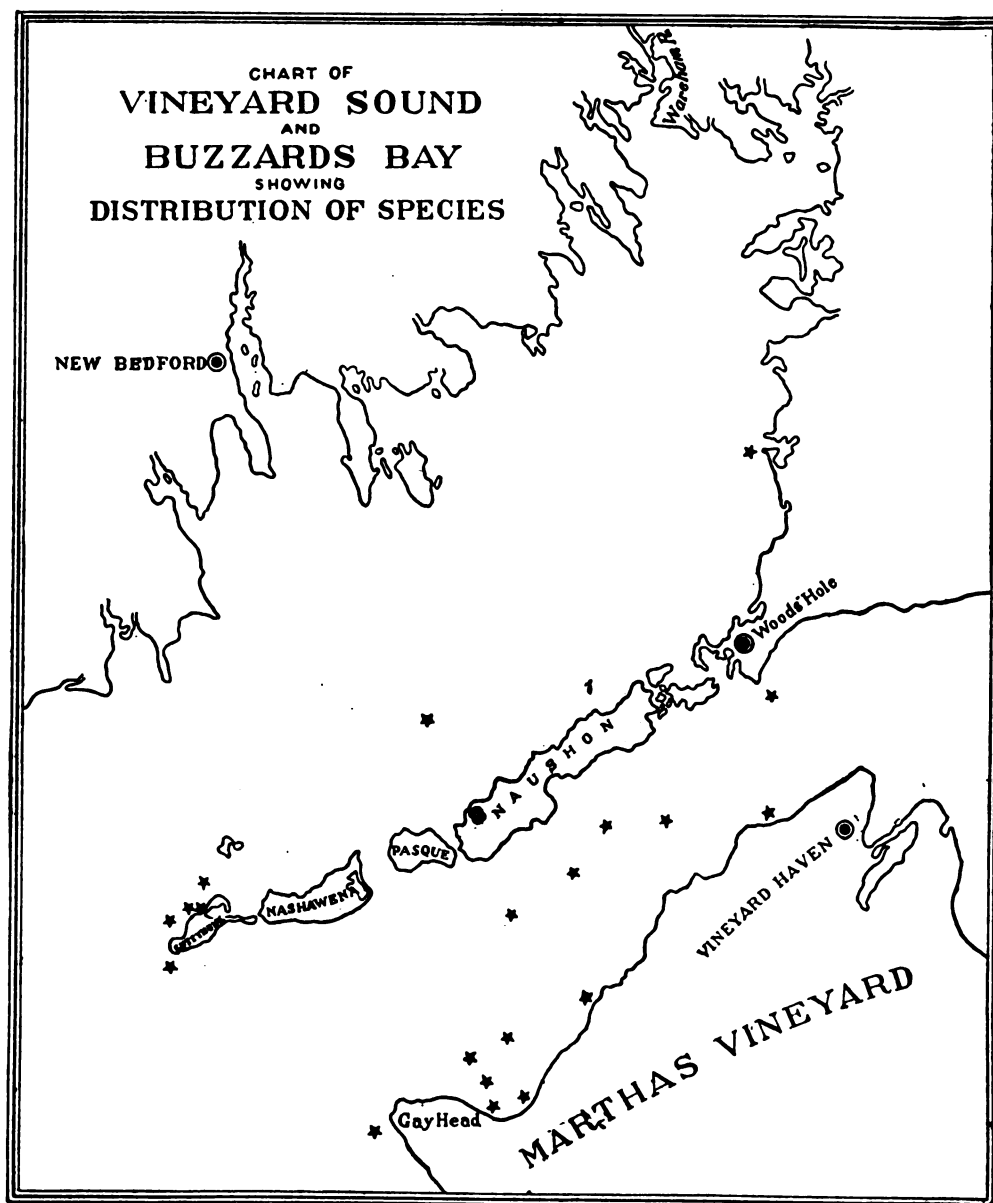 CHART OF
VINEYARD SOUND
AND
BUZZARDS BAY
SHOWING
DISTRIBUTION OF SPECIES
Wareham R.
NEW BEDFORD
Woods Hole
NAUSHON
PASQUE
NASHAWENA
VINEYARD HAVEN
MARTHAS VINEYARD
Gay Head